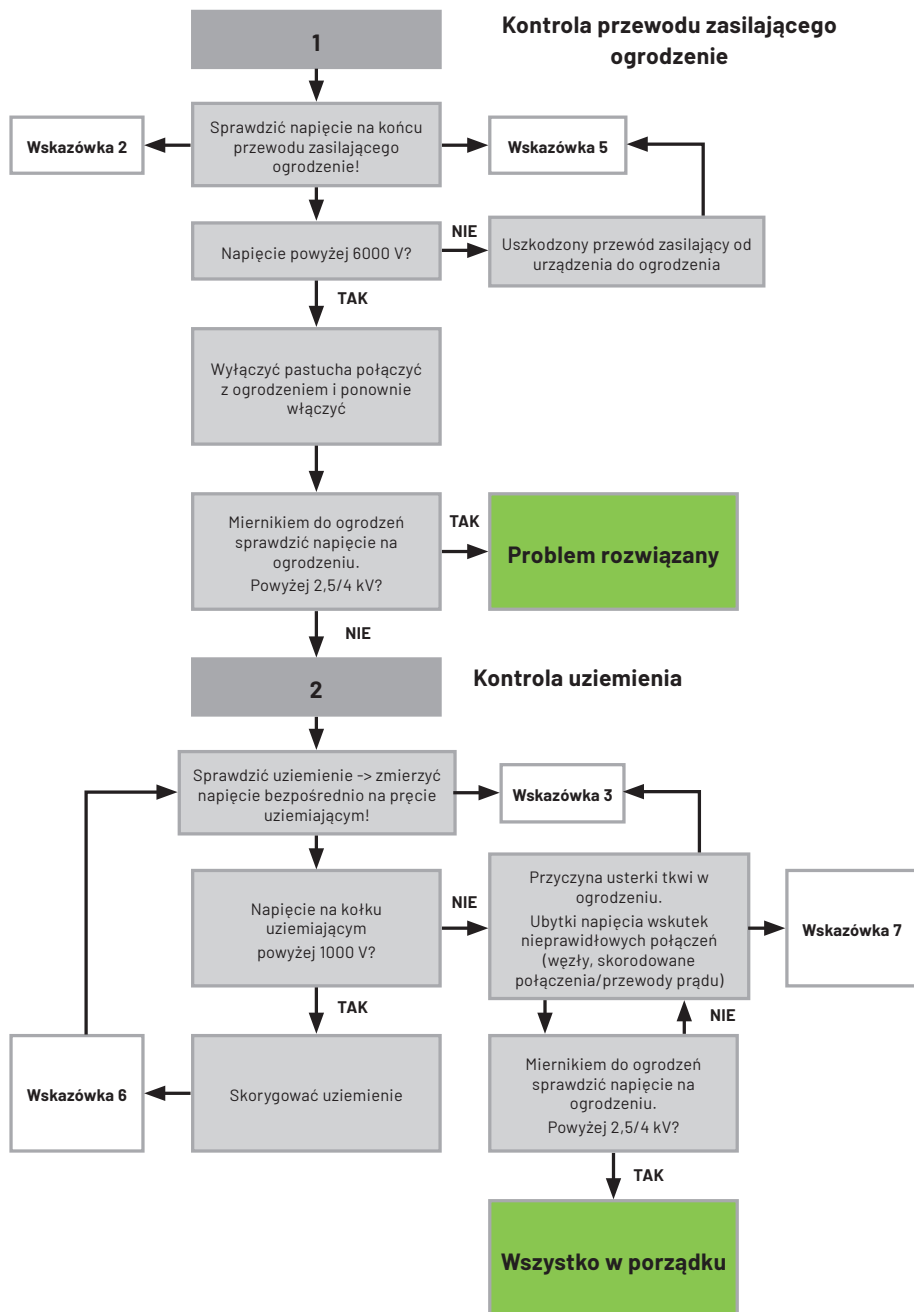 1
Kontrola przewodu zasilającego
ogrodzenie
Wskazówka 2
Sprawdzić napięcie na końcu
przewodu zasilającego
ogrodzenie!
Wskazówka 5
Napięcie powyżej 6000 V?
NIE
Uszkodzony przewód zasilający od
urządzenia do ogrodzenia
TAK
Wyłączyć pastucha połączyć
z ogrodzeniem i ponownie
włączyć
Miernikiem do ogrodzeń
sprawdzić napięcie na
ogrodzeniu.
Powyżej 2,5/4 kV?
TAK
Problem rozwiązany
NIE
2
Kontrola uziemienia
Sprawdzić uziemienie -> zmierzyć
napięcie bezpośrednio na pręcie
uziemiającym!
Wskazówka 3
Napięcie na kołku
uziemiającym
powyżej 1000 V?
NIE
Przyczyna usterki tkwi w
ogrodzeniu.
Ubytki napięcia wskutek
nieprawidłowych połączeń
(węzły, skorodowane
połączenia/przewody prądu)
Wskazówka 7
TAK
NIE
Wskazówka 6
Skorygować uziemienie
Miernikiem do ogrodzeń
sprawdzić napięcie na
ogrodzeniu.
Powyżej 2,5/4 kV?
TAK
Wszystko w porządku